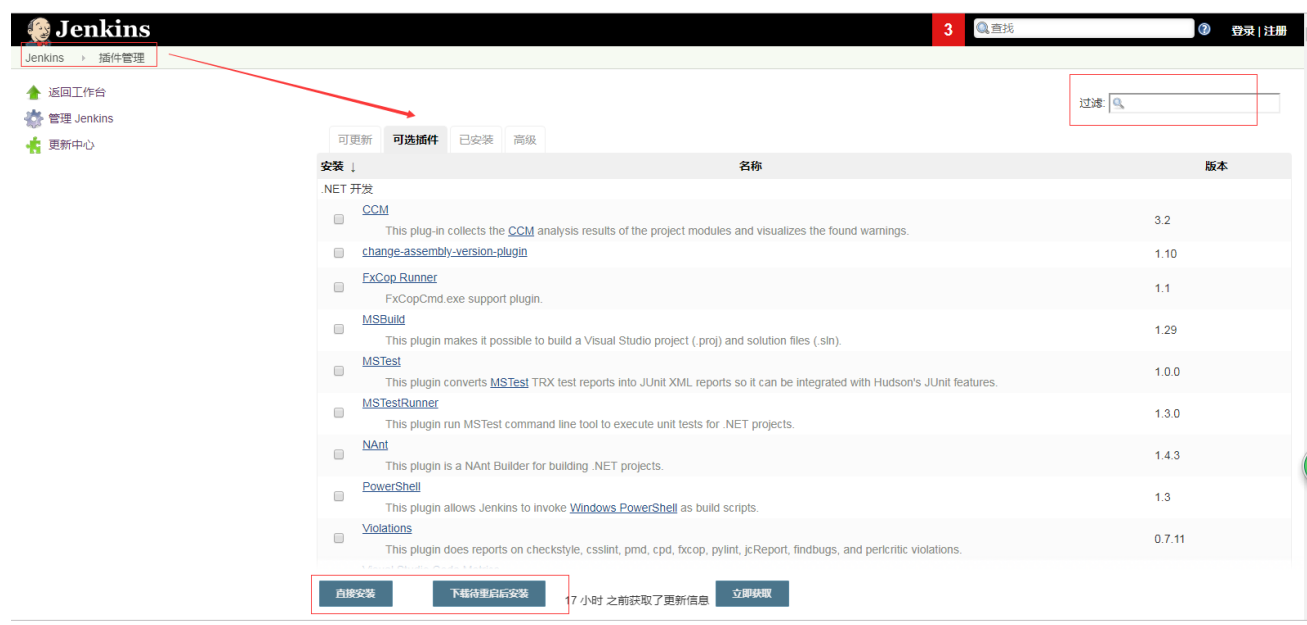 Jenkins 3 查找 登录 | 注册
Jenkins 插件管理
返回工作台
管理 Jenkins
更新中心
过滤:
可更新 可选插件 已安装 高级
安装 ↓ 名称 版本
.NET 开发
CCM
This plug-in collects the CCM analysis results of the project modules and visualizes the found warnings.
3.2
change-assembly-version-plugin 1.10
FxCop Runner
FxCopCmd.exe support plugin.
1.1
MSBuild
This plugin makes it possible to build a Visual Studio project (.proj) and solution files (.sln).
1.29
MSTest
This plugin converts MSTest TRX test reports into JUnit XML reports so it can be integrated with Hudson's JUnit features.
1.0.0
MSTestRunner
This plugin run MSTest command line tool to execute unit tests for .NET projects.
1.3.0
NAnt
This plugin is a NAnt Builder for building .NET projects.
1.4.3
PowerShell
This plugin allows Jenkins to invoke Windows PowerShell as build scripts.
1.3
Violations
This plugin does reports on checkstyle, csslint, pmd, cpd, fxcop, pylint, jcReport, findbugs, and perlcritic violations.
0.7.11
直接安装 下载待重启后安装 17 小时 之前获取了更新信息 立即获取